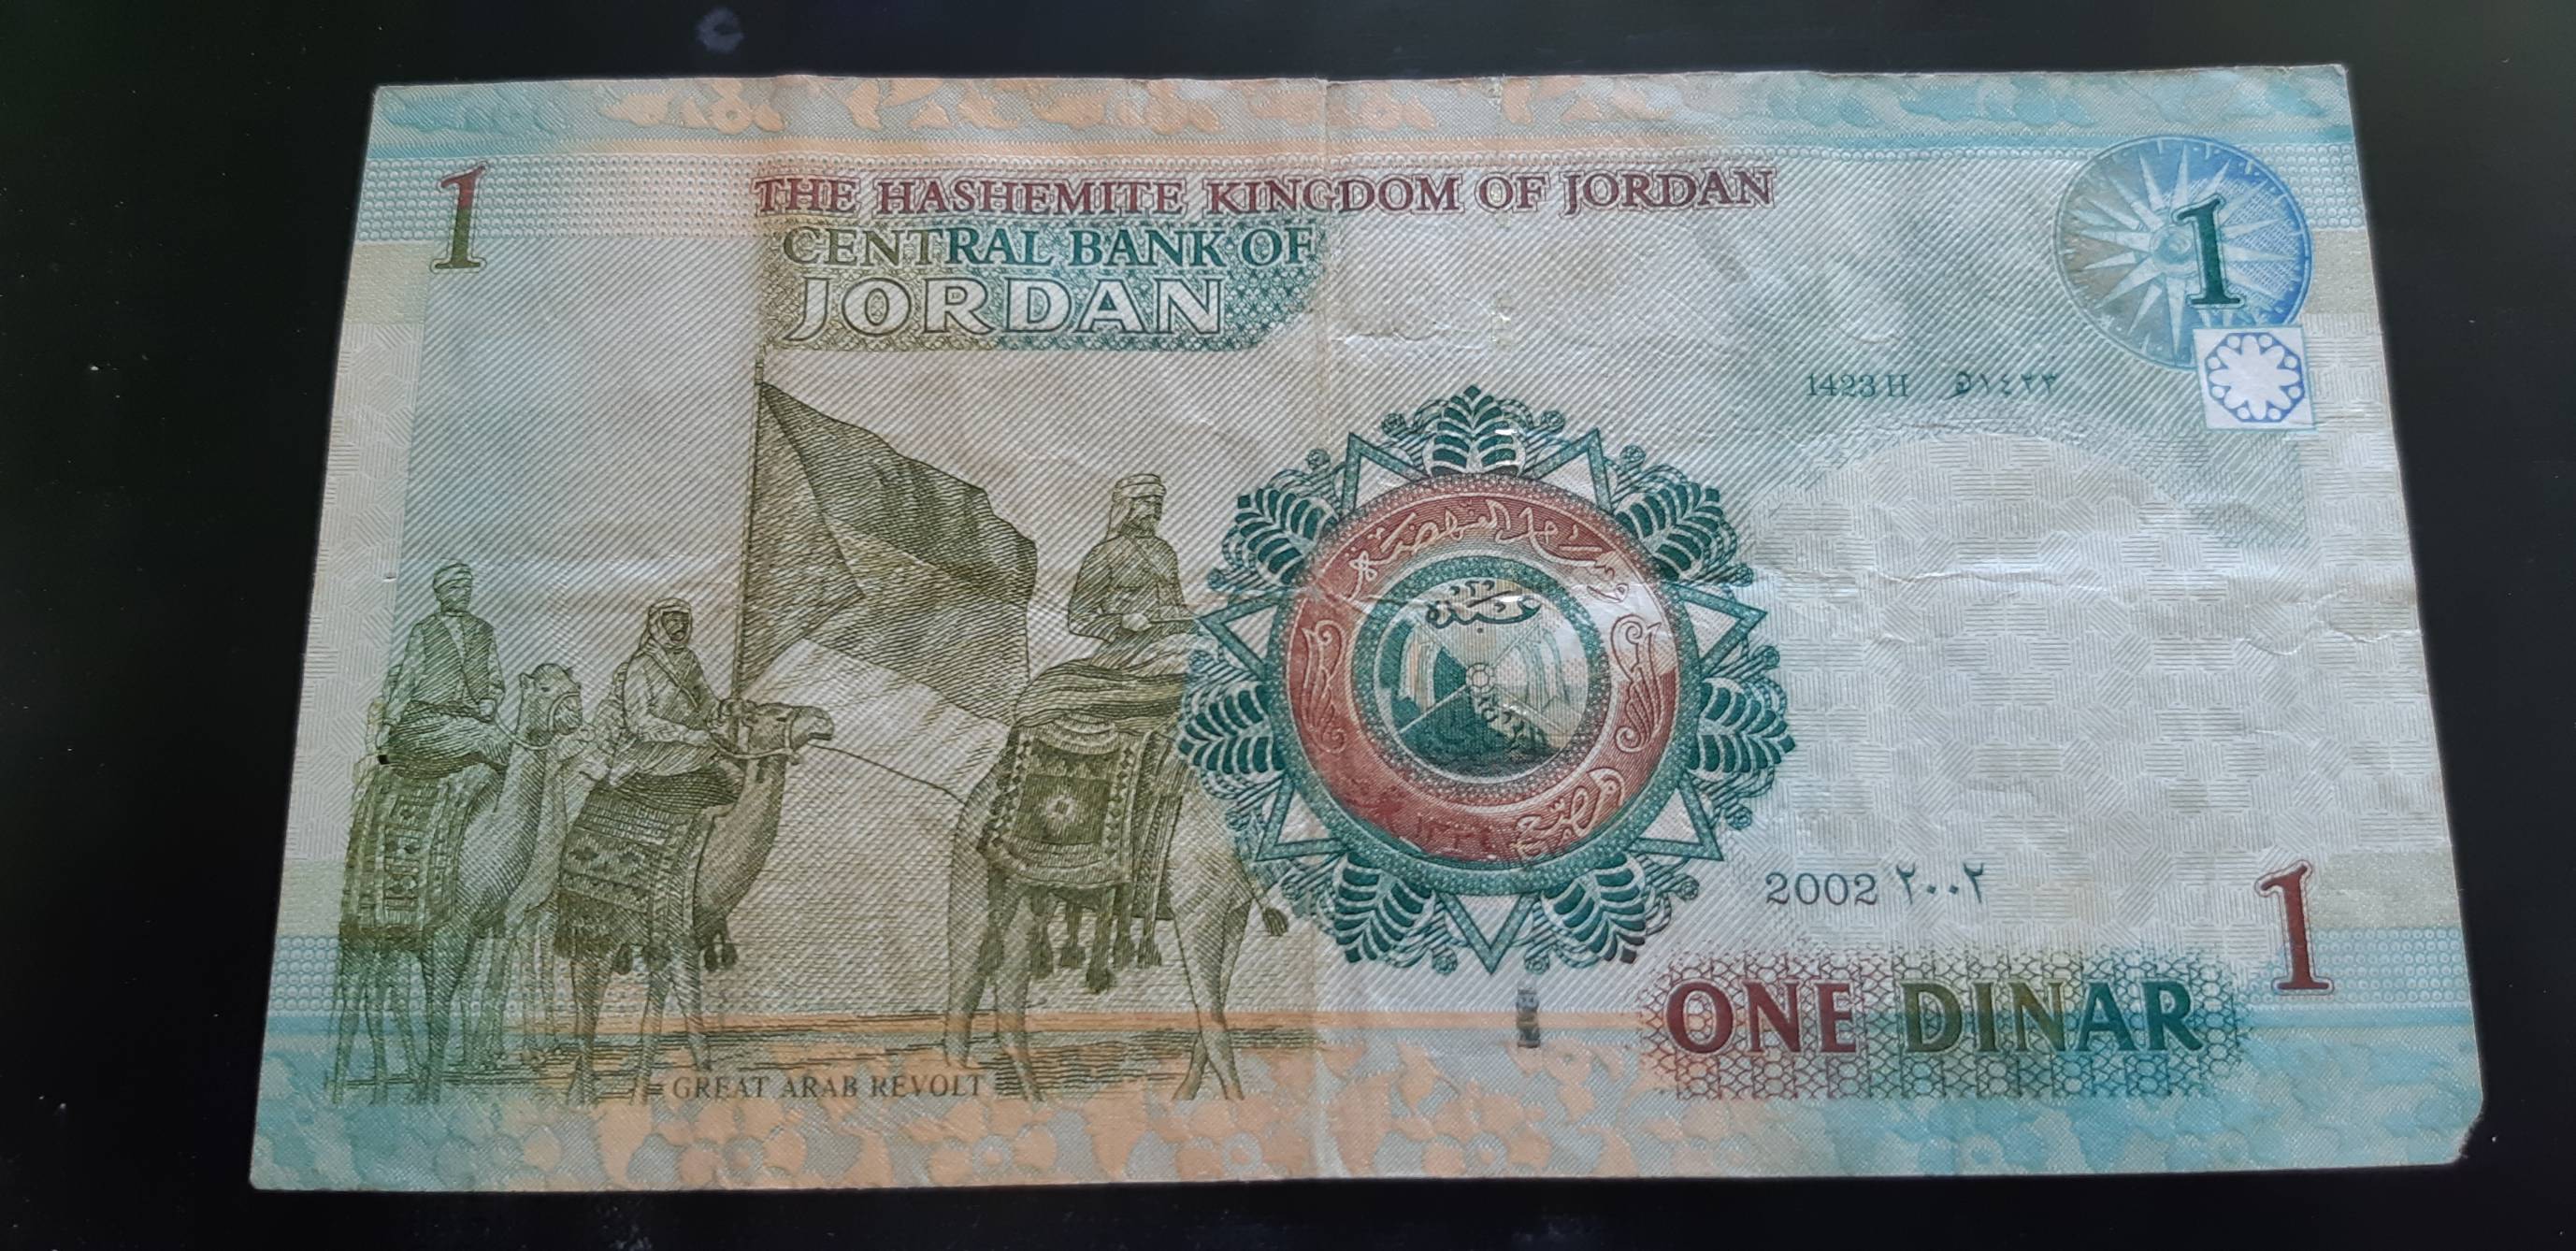 1
THE HASHEMITE KINGDOM OF JORDAN
CENTRAL BANK OF
JORDAN
1
1423 H ١٤٢٣ه
2002 ٢٠٠٢
1
ONE DINAR
GREAT ARAB REVOLT